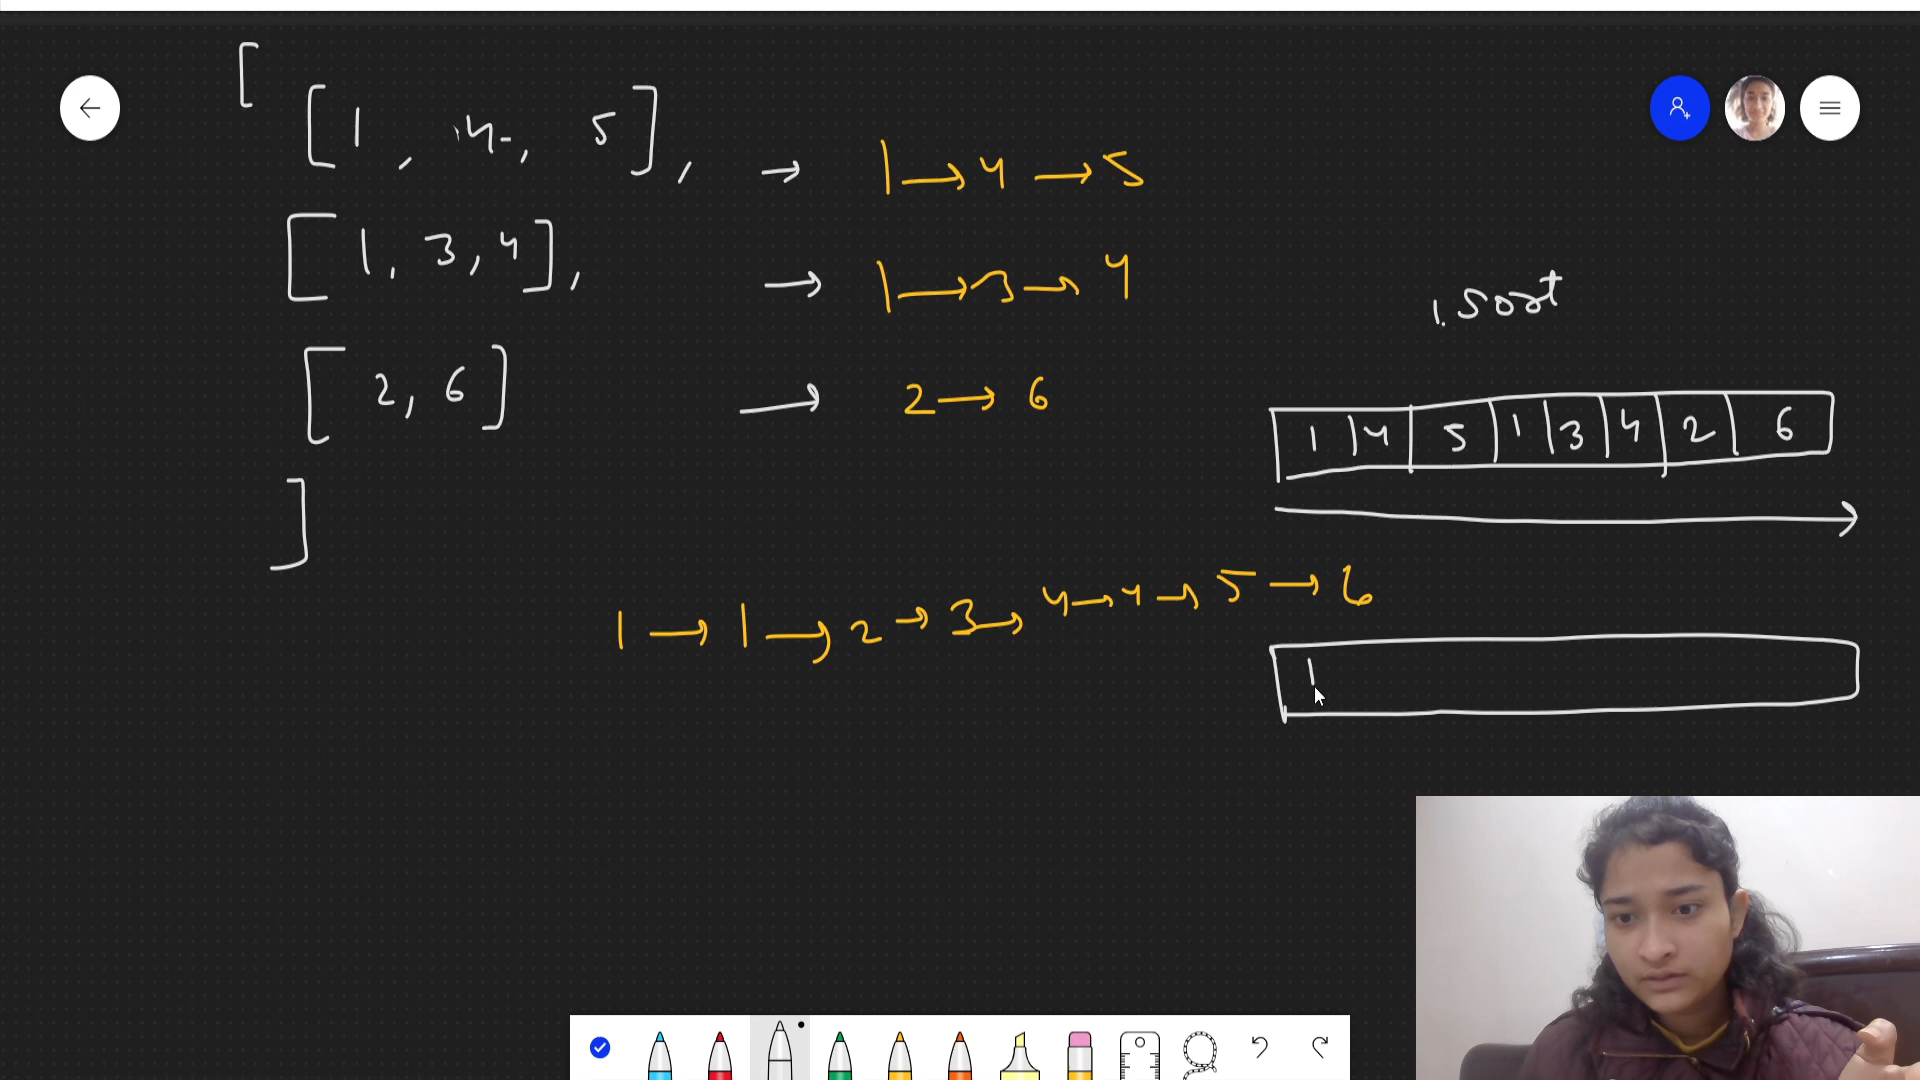 [
[1, 4, 5], → 1→4→5
[1, 3, 4], → 1→3→4
[2, 6] → 2→6
]
1. Sort
1 4 5 1 3 4 2 6
1→1→2→3→4→4→5→6
1